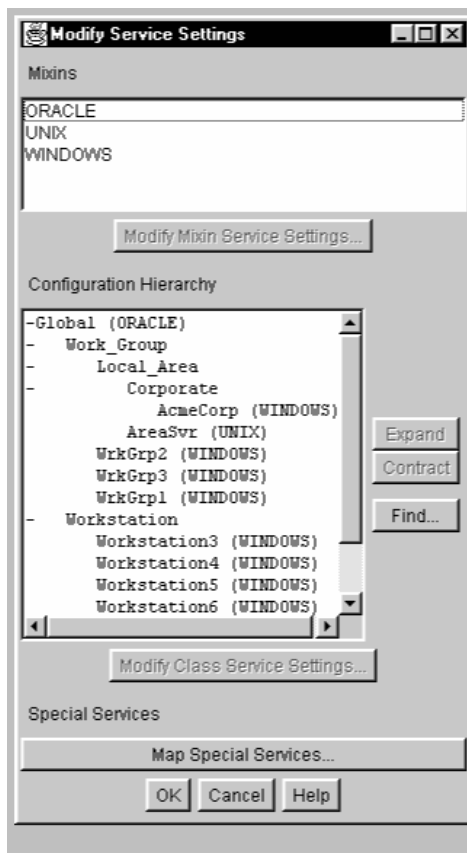 Modify Service Settings
Mixins
ORACLE
UNIX
WINDOWS
Modify Mixin Service Settings...
Configuration Hierarchy
-Global (ORACLE)
-   Work_Group
-      Local_Area
-         Corporate
            AcmeCorp (WINDOWS)
         AreaSvr (UNIX)
      WrkGrp2 (WINDOWS)
      WrkGrp3 (WINDOWS)
      WrkGrp1 (WINDOWS)
-   Workstation
      Workstation3 (WINDOWS)
      Workstation4 (WINDOWS)
      Workstation5 (WINDOWS)
      Workstation6 (WINDOWS)
Expand
Contract
Find...
Modify Class Service Settings...
Special Services
Map Special Services...
OK Cancel Help